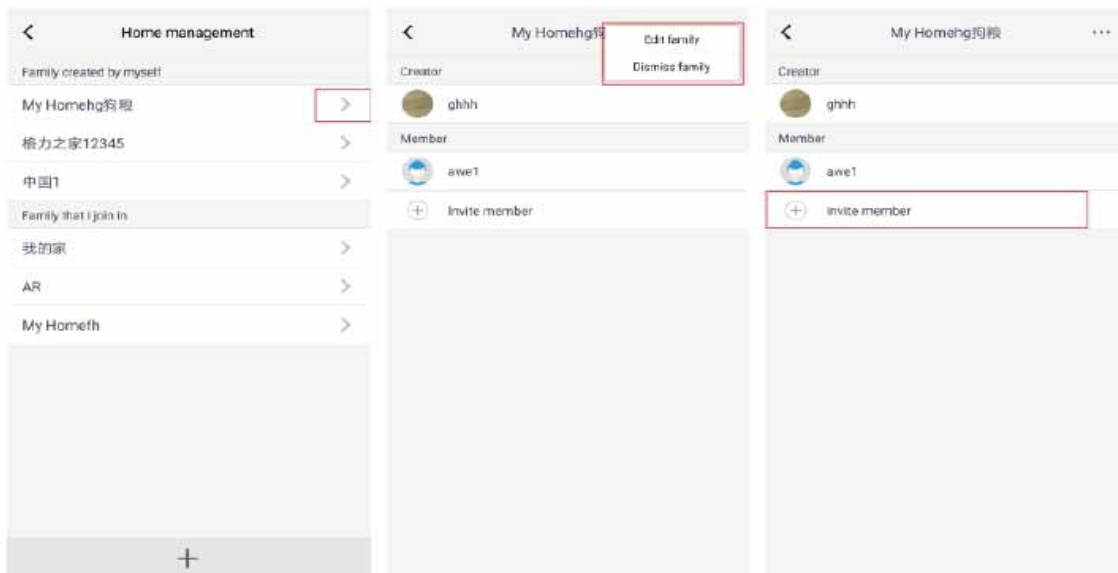 Home management
Family created by myself
My Homehg狗粮
格力之家12345
中国1
Family that I join in
我的家
AR
My Homefh
My Homehg狗
Edit family
Dismiss family
Creator
ghhh
Member
awe1
Invite member
My Homehg狗粮
Creator
ghhh
Member
awe1
Invite member